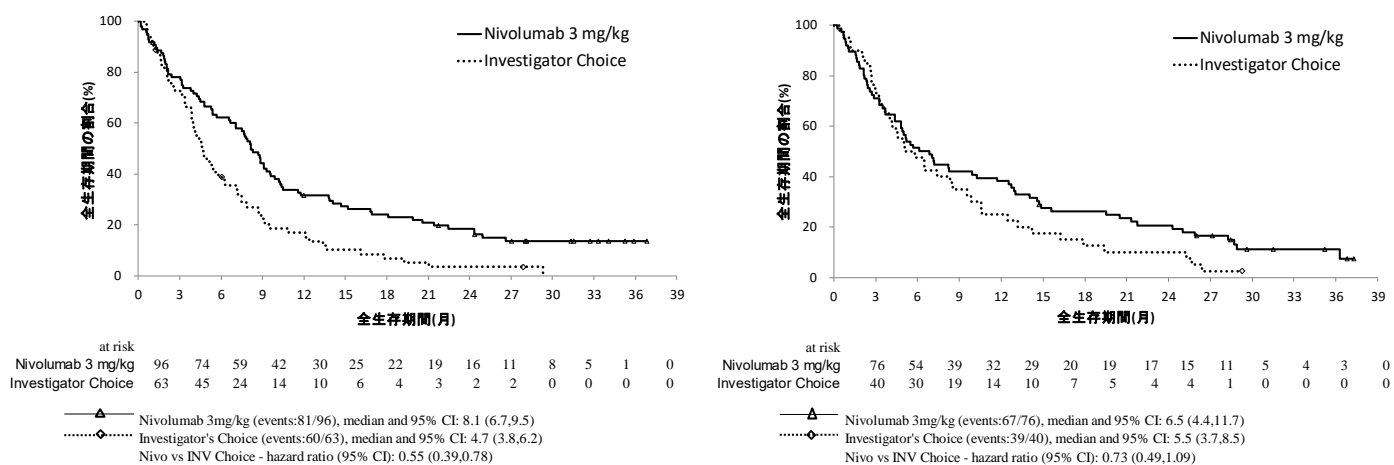 100
80
60
40
20
0
全生存期間の割合(%)
Nivolumab 3 mg/kg
Investigator Choice
0 3 6 9 12 15 18 21 24 27 30 33 36 39
全生存期間(月)
at risk
Nivolumab 3 mg/kg 96 74 59 42 30 25 22 19 16 11 8 5 1 0
Investigator Choice 63 45 24 14 10 6 4 3 2 2 0 0 0 0
Nivolumab 3mg/kg (events:81/96), median and 95% CI: 8.1 (6.7,9.5)
Investigator's Choice (events:60/63), median and 95% CI: 4.7 (3.8,6.2)
Nivo vs INV Choice - hazard ratio (95% CI): 0.55 (0.39,0.78)
100
80
60
40
20
0
全生存期間の割合(%)
Nivolumab 3 mg/kg
Investigator Choice
0 3 6 9 12 15 18 21 24 27 30 33 36 39
全生存期間(月)
at risk
Nivolumab 3 mg/kg 76 54 39 32 29 20 19 17 15 11 5 4 3 0
Investigator Choice 40 30 19 14 10 7 5 4 4 1 0 0 0 0
Nivolumab 3mg/kg (events:67/76), median and 95% CI: 6.5 (4.4,11.7)
Investigator's Choice (events:39/40), median and 95% CI: 5.5 (3.7,8.5)
Nivo vs INV Choice - hazard ratio (95% CI): 0.73 (0.49,1.09)